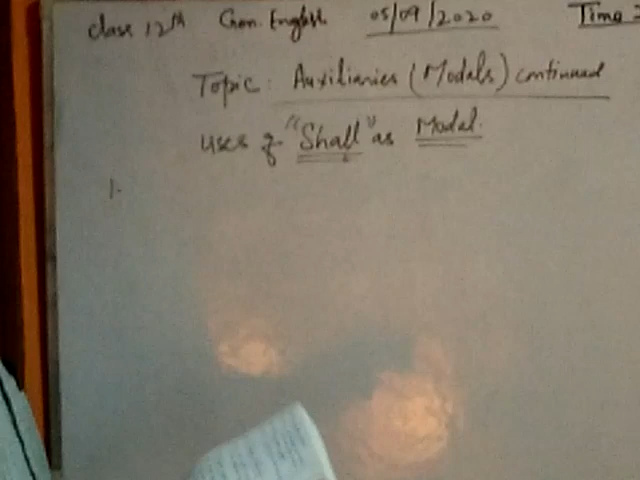 class 12th Gen. English 05/09/2020 Time =
Topic: Auxiliaries (Modals) continued
uses of "Shall" as Modal.
1.